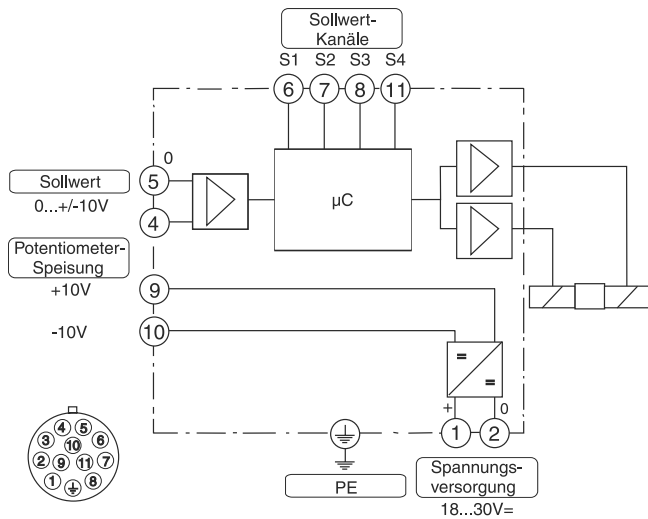 Sollwert-
Kanäle
S1 S2 S3 S4
6 7 8 11
0
5
Sollwert
0...+/-10V
4
µC
Potentiometer-
Speisung
+10V
9
-10V
10
=
=
+ 0
1 2
4 5
3 10 6
2 9 11 7
1 8
PE
Spannungs-
versorgung
18...30V=